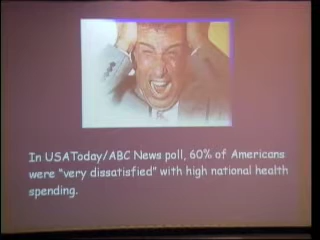 In USAToday/ABC News poll, 60% of Americans
were "very dissatisfied" with high national health
spending.